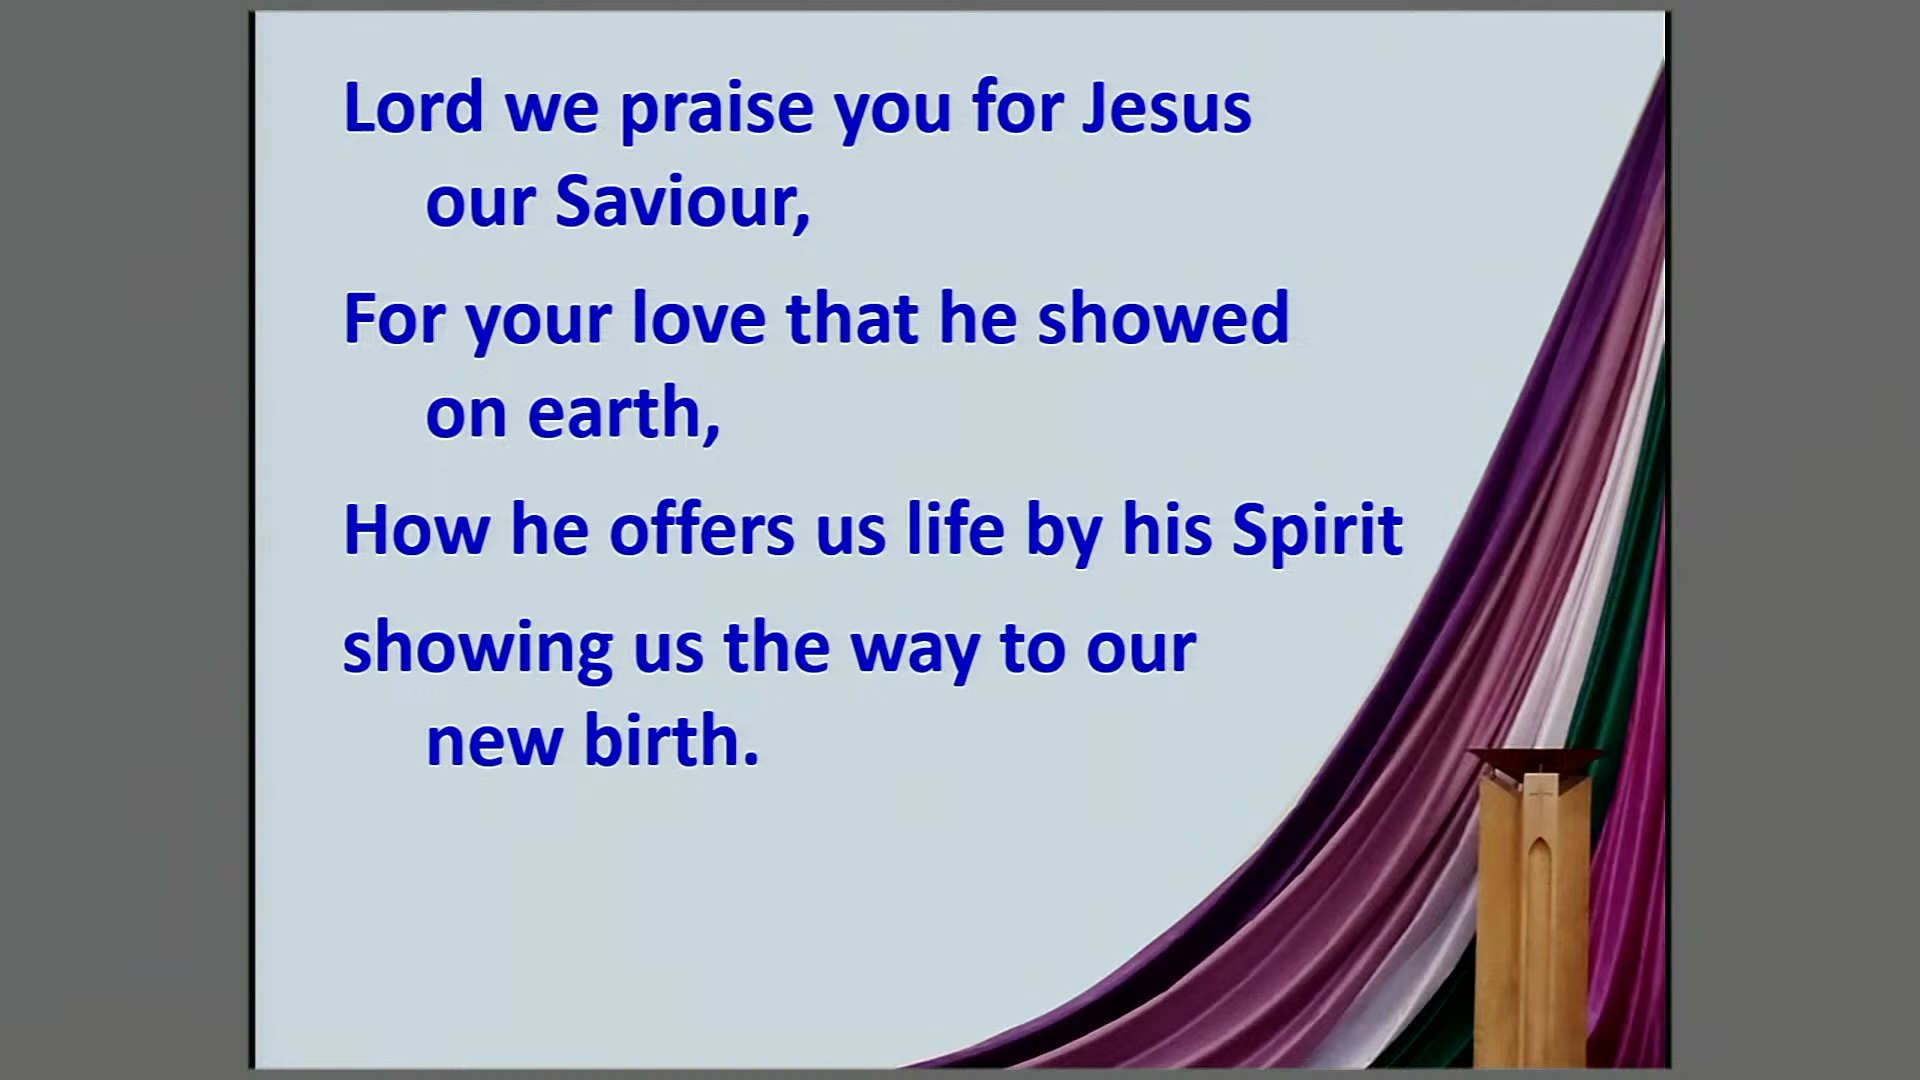 Lord we praise you for Jesus
our Saviour,
For your love that he showed
on earth,
How he offers us life by his Spirit
showing us the way to our
new birth.